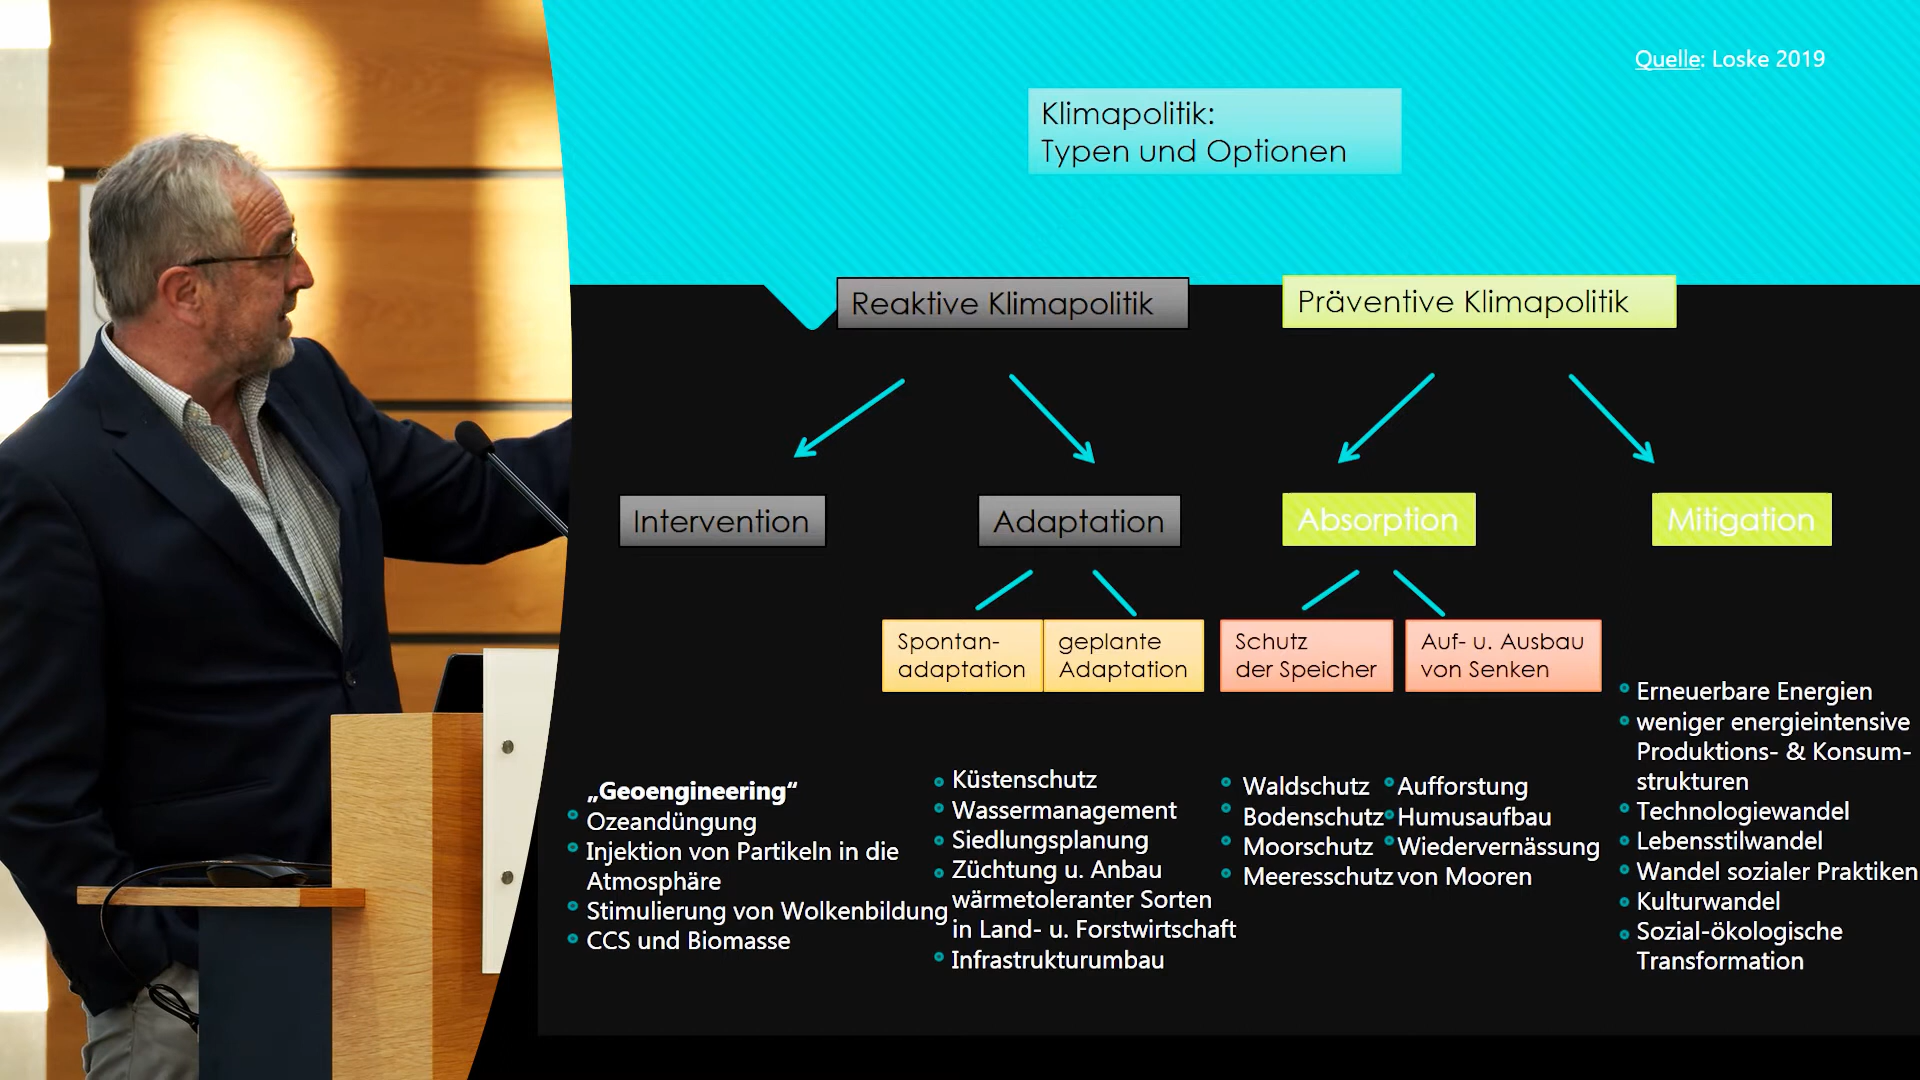 Quelle: Loske 2019
Klimapolitik:
Typen und Optionen
Reaktive Klimapolitik
Präventive Klimapolitik
Intervention
Adaptation
Absorption
Mitigation
Spontan-
adaptation
geplante
Adaptation
Schutz
der Speicher
Auf- u. Ausbau
von Senken
„Geoengineering“
Ozeandüngung
Injektion von Partikeln in die
Atmosphäre
Stimulierung von Wolkenbildung
CCS und Biomasse
Küstenschutz
Wassermanagement
Siedlungsplanung
Züchtung u. Anbau
wärmetoleranter Sorten
in Land- u. Forstwirtschaft
Infrastrukturumbau
Waldschutz
Bodenschutz
Moorschutz
Meeresschutz
Aufforstung
Humusaufbau
Wiedervernässung
von Mooren
Erneuerbare Energien
weniger energieintensive
Produktions- & Konsum-
strukturen
Technologiewandel
Lebensstilwandel
Wandel sozialer Praktiken
Kulturwandel
Sozial-ökologische
Transformation